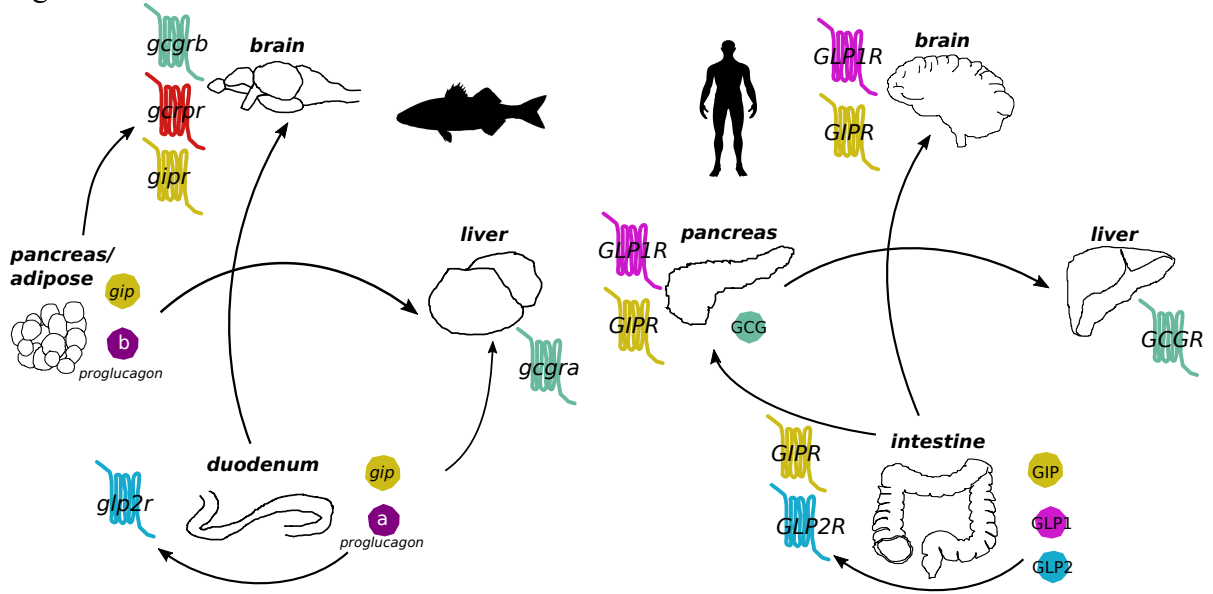 gcgrb
brain
gcrpr
gipr
pancreas/
adipose
gip
b
proglucagon
liver
gcgra
duodenum
glp2r
gip
a
proglucagon
GLP1R
brain
GIPR
GLP1R
pancreas
GIPR
GCG
liver
GCGR
intestine
GIPR
GLP2R
GIP
GLP1
GLP2